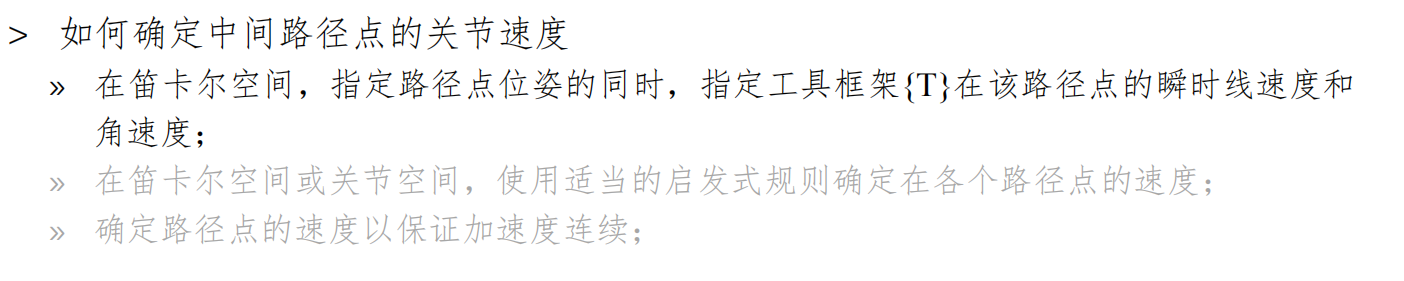 > 如何确定中间路径点的关节速度
» 在笛卡尔空间，指定路径点位姿的同时，指定工具框架{T}在该路径点的瞬时线速度和
角速度；
» 在笛卡尔空间或关节空间，使用适当的启发式规则确定在各个路径点的速度；
» 确定路径点的速度以保证加速度连续；